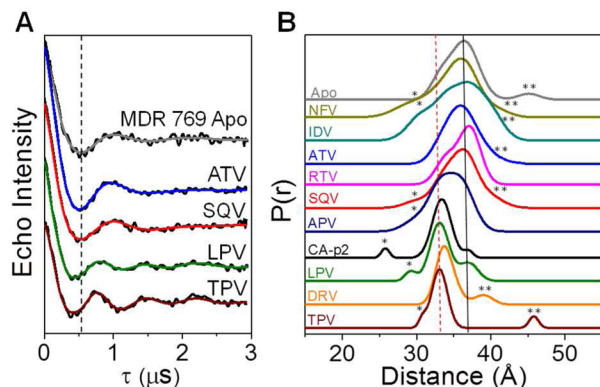 A
Echo Intensity
MDR 769 Apo
ATV
SQV
LPV
TPV
0 1 2 3
τ (μs)
B
P(r)
Apo
**
NFV
*
**
IDV
*
**
ATV
**
RTV
SQV
*
**
APV
*
CA-p2
*
LPV
*
DRV
**
TPV
*
**
20 30 40 50
Distance (Å)